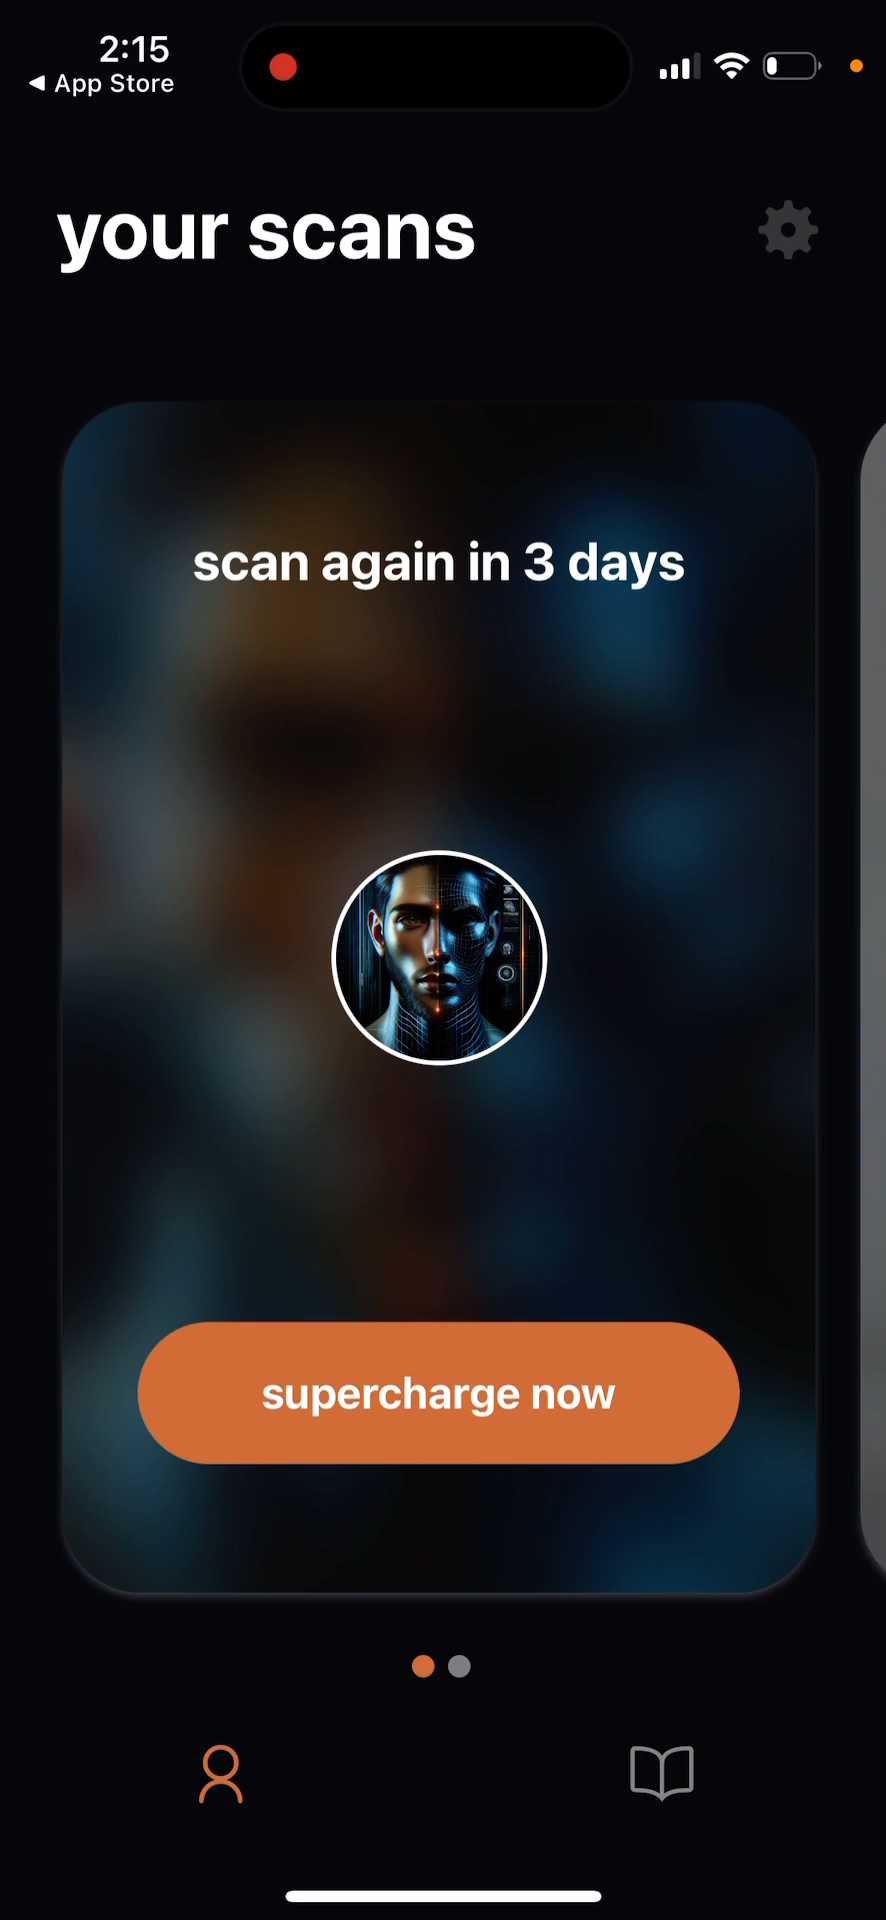 2:15
◀ App Store
your scans
scan again in 3 days
supercharge now